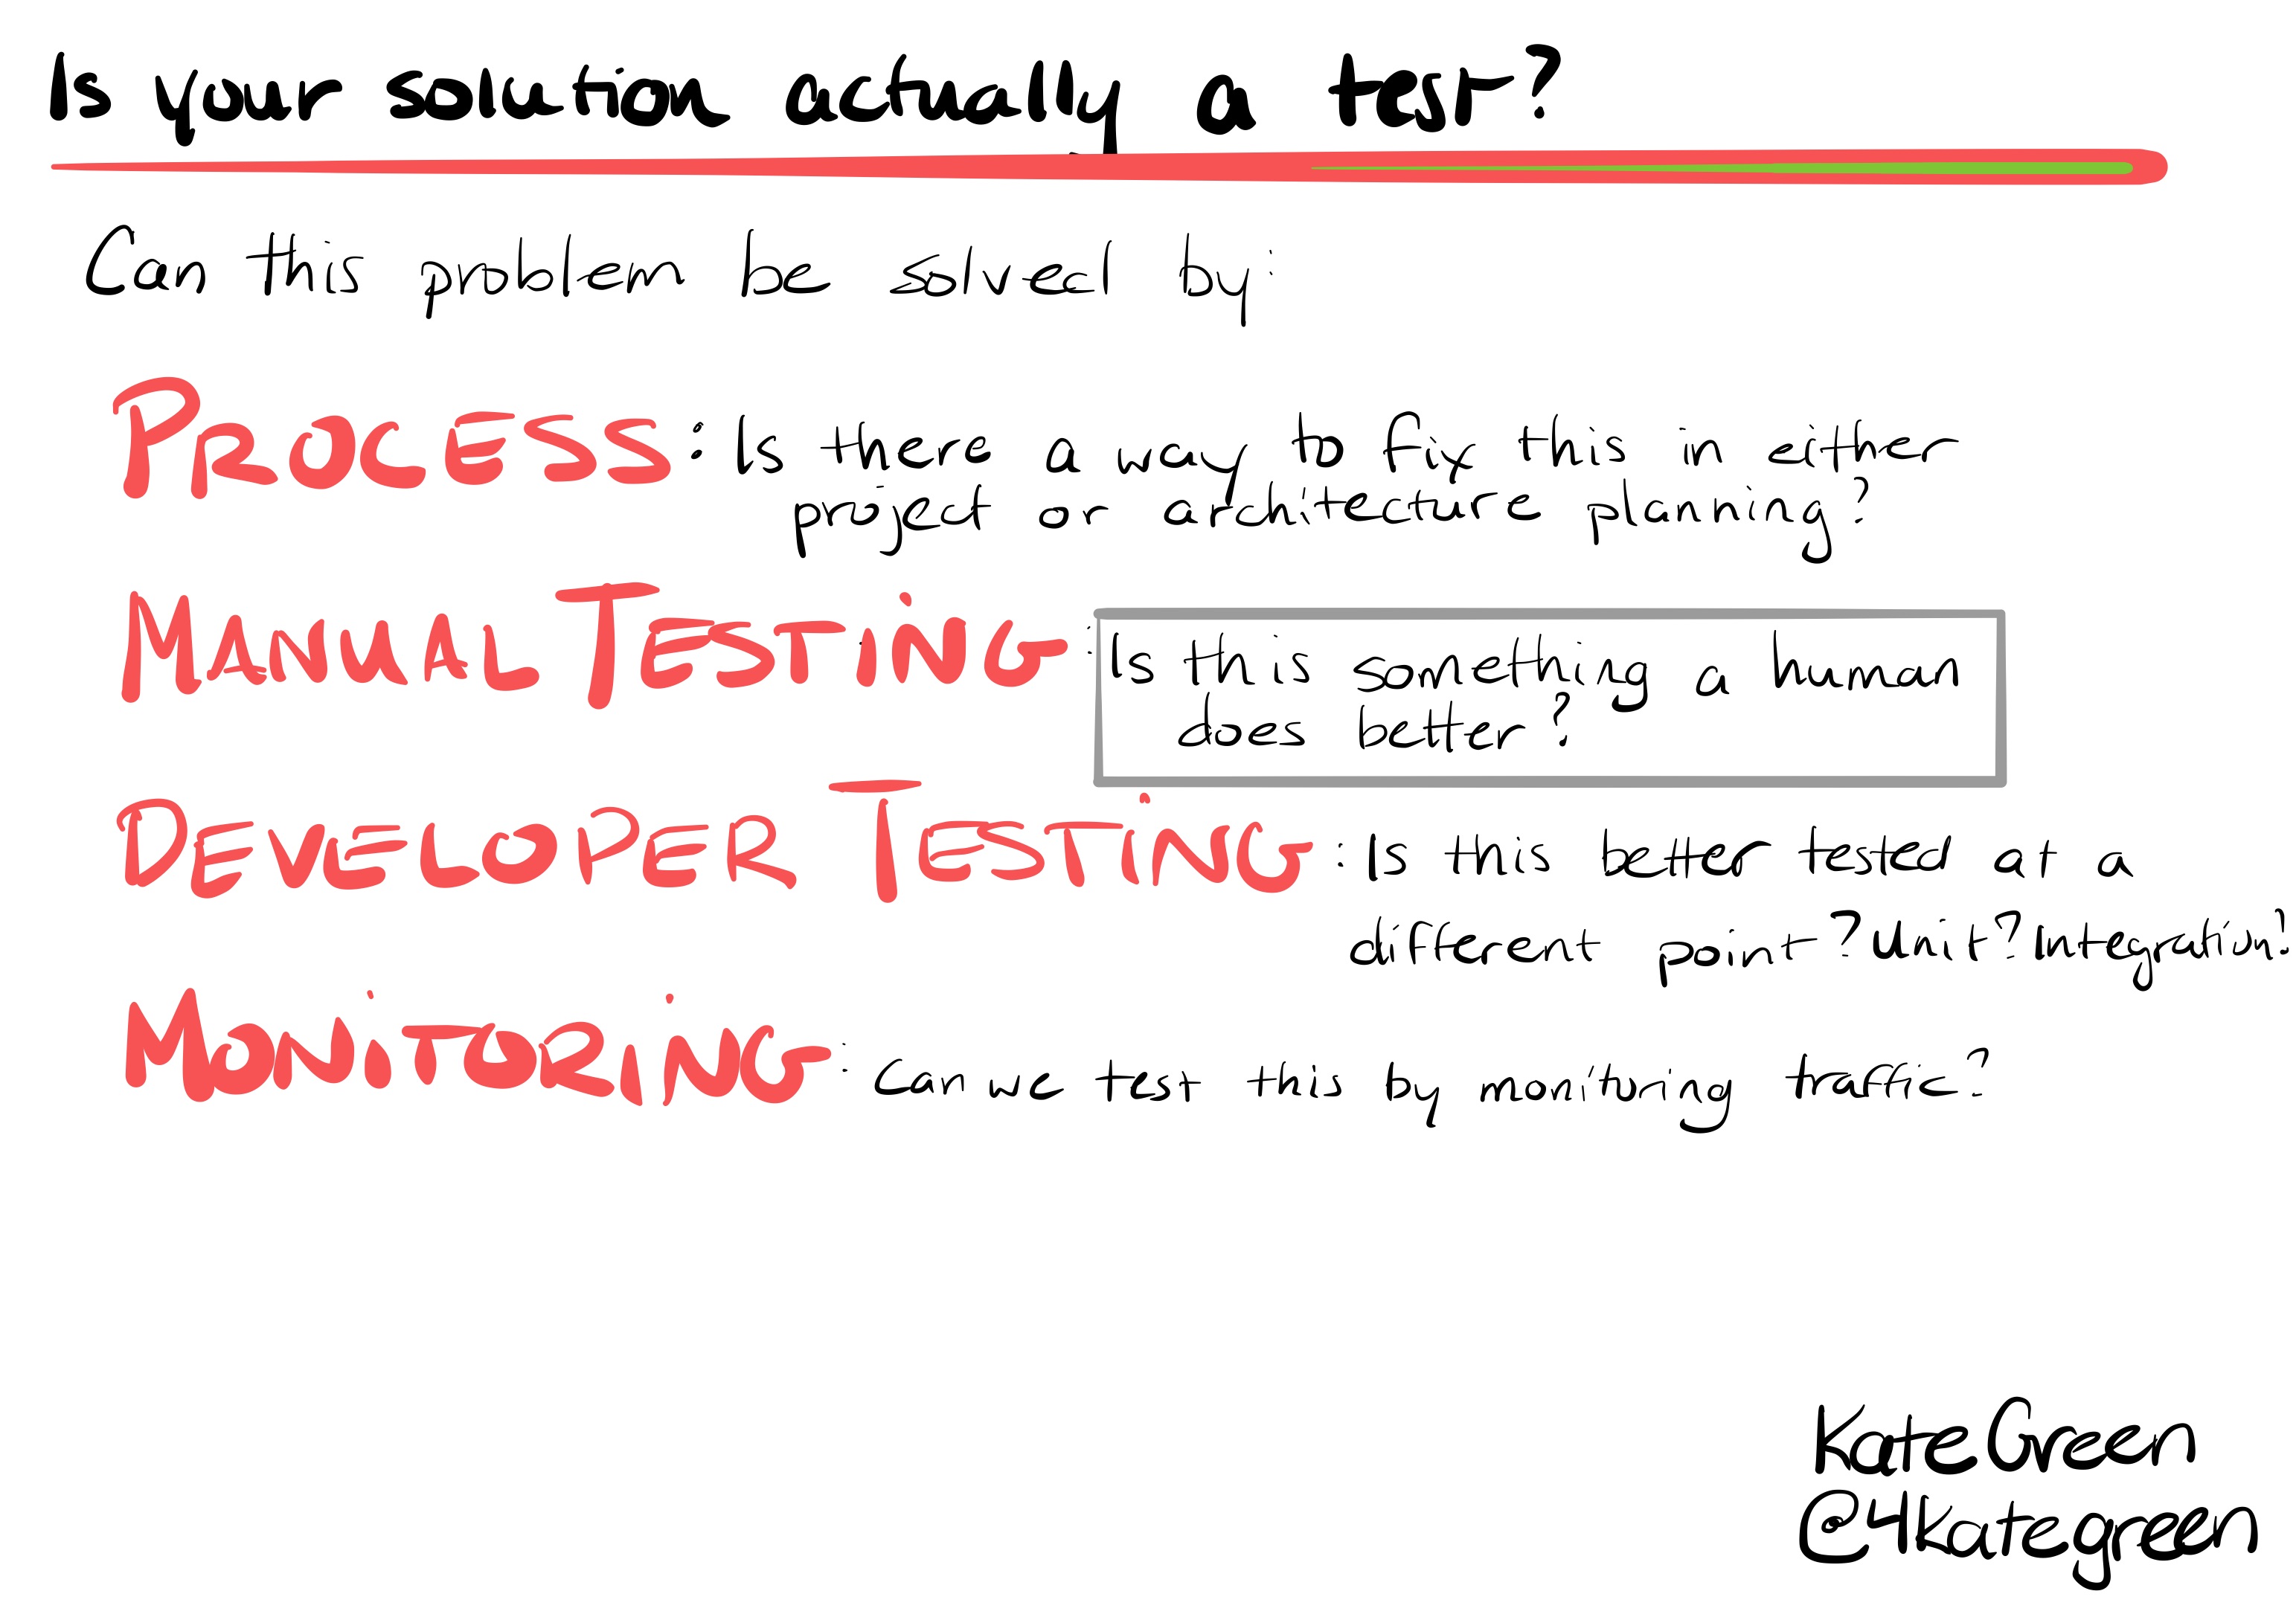 Is your solution actually a test?
Can this problem be solved by:
PROCESS: Is there a way to fix this in either
project or architecture planning?
MANUAL TESTING: Is this something a human
does better?
DEVELOPER TESTING: Is this better tested at a
different point? Unit? Integration?
MONITORING: Can we test this by monitoring traffic?
Kate Green
@4kategreen